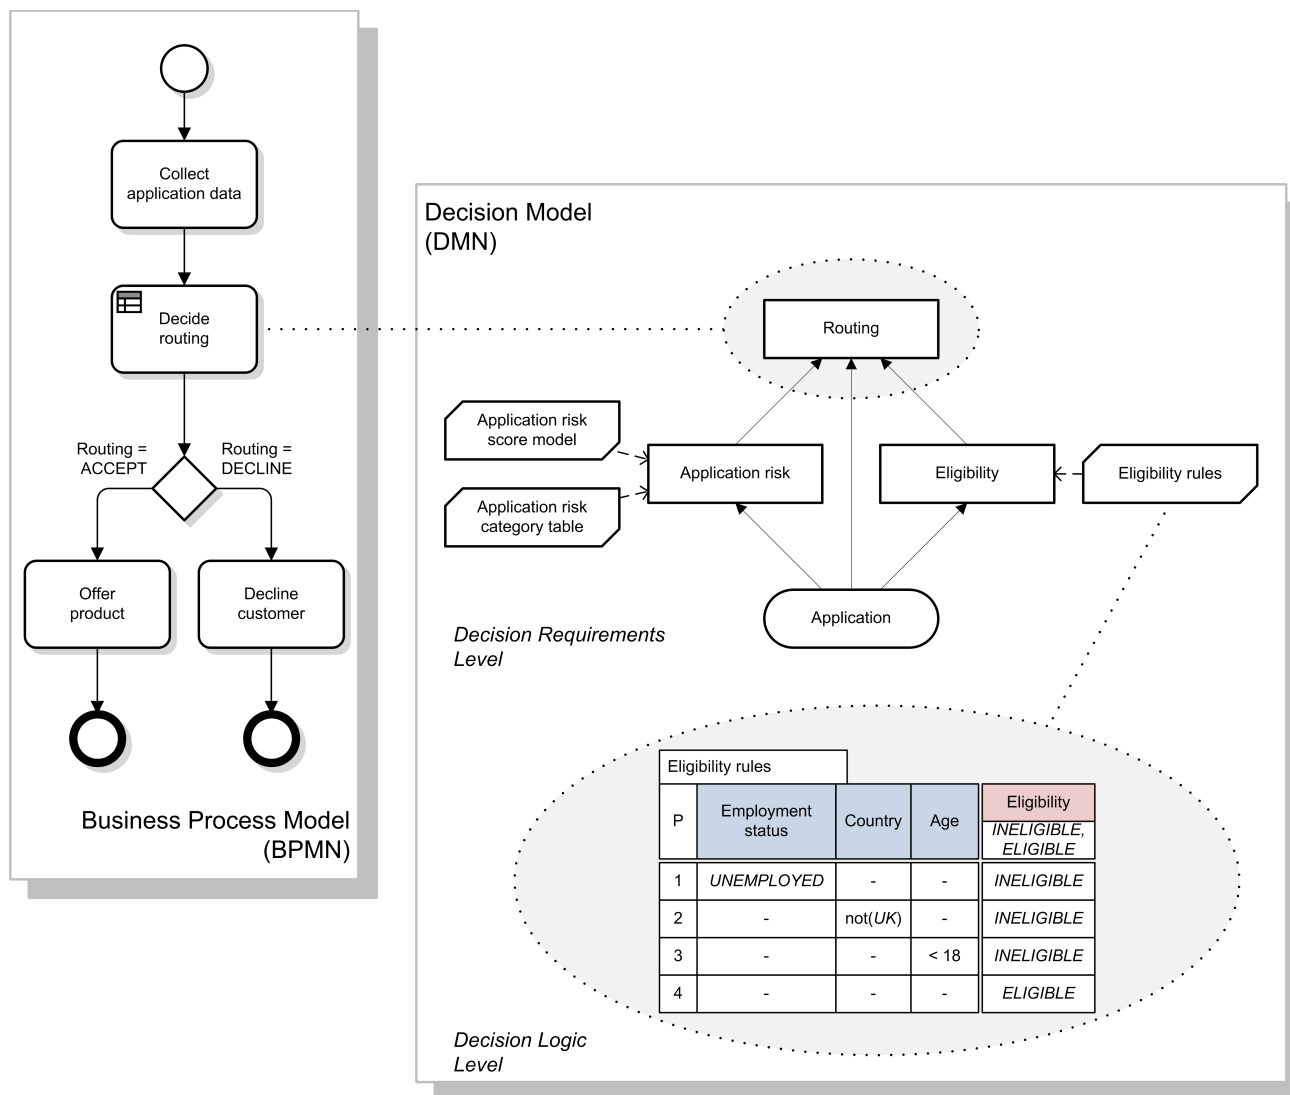 Collect
application data
Decide
routing
Routing =
ACCEPT
Routing =
DECLINE
Offer
product
Decline
customer
Business Process Model
(BPMN)
Decision Model
(DMN)
Routing
Application risk
score model
Application risk
category table
Application risk
Eligibility
Eligibility rules
Application
Decision Requirements
Level
Eligibility rules
P Employment status Country Age Eligibility
INELIGIBLE,
ELIGIBLE
1 UNEMPLOYED - - INELIGIBLE
2 - not(UK) - INELIGIBLE
3 - - < 18 INELIGIBLE
4 - - - ELIGIBLE
Decision Logic
Level